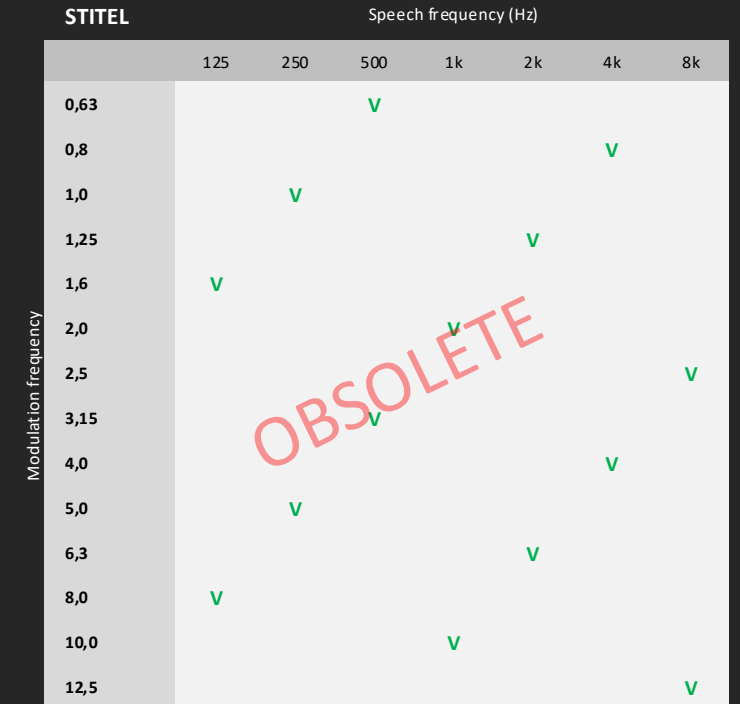 STITEL Speech frequency (Hz)
125 250 500 1k 2k 4k 8k
0,63 V
0,8 V
1,0 V
1,25 V
1,6 V
2,0 V
2,5 V
3,15 V
4,0 V
5,0 V
6,3 V
8,0 V
10,0 V
12,5 V
Modulation frequency
OBSOLETE